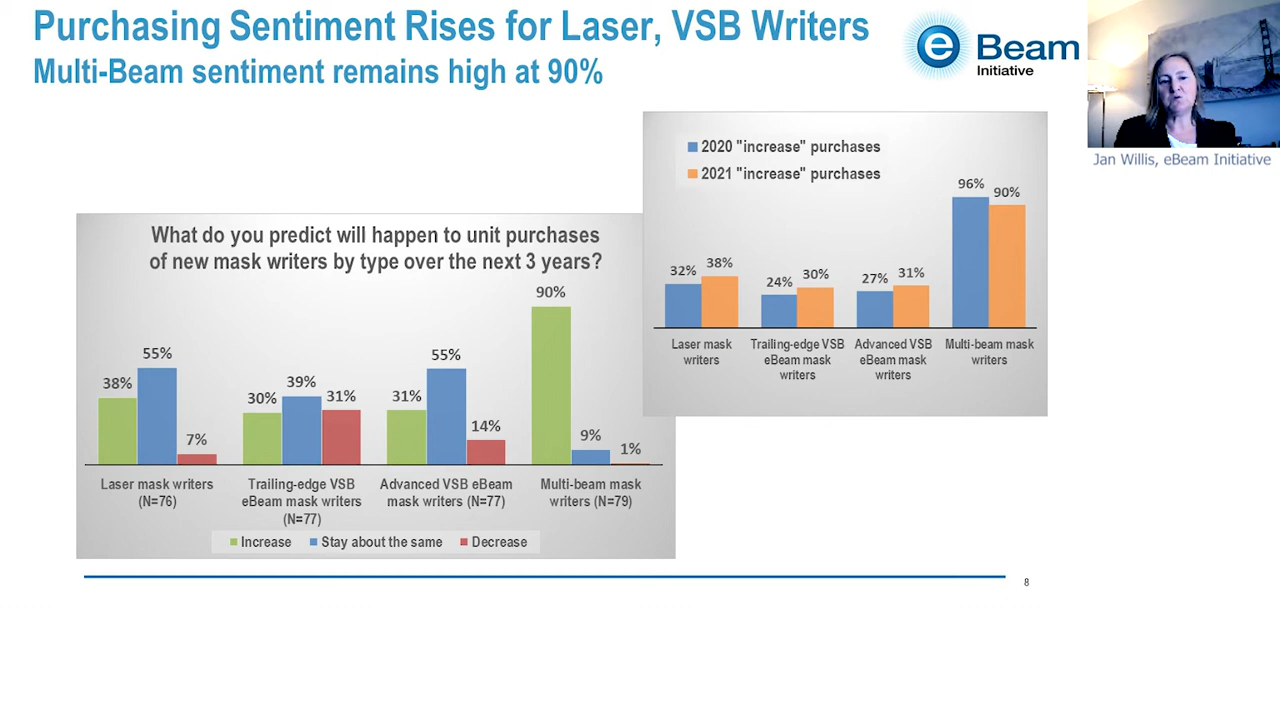 Purchasing Sentiment Rises for Laser, VSB Writers
Multi-Beam sentiment remains high at 90%
e Beam
Initiative
Jan Willis, eBeam Initiative
2020 "increase" purchases
2021 "increase" purchases
32% 38% 24% 30% 27% 31% 96% 90%
Laser mask writers
Trailing-edge VSB eBeam mask writers
Advanced VSB eBeam mask writers
Multi-beam mask writers
What do you predict will happen to unit purchases
of new mask writers by type over the next 3 years?
38% 55% 7% 30% 39% 31% 31% 55% 14% 90% 9% 1%
Laser mask writers
(N=76)
Trailing-edge VSB
eBeam mask writers
(N=77)
Advanced VSB eBeam
mask writers (N=77)
Multi-beam mask
writers (N=79)
Increase Stay about the same Decrease
8